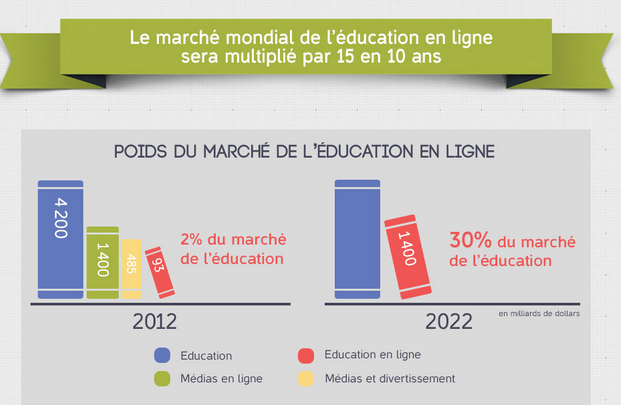 Le marché mondial de l'éducation en ligne
sera multiplié par 15 en 10 ans
POIDS DU MARCHÉ DE L'ÉDUCATION EN LIGNE
4200
1400
485
93
2% du marché
de l'éducation
1400
30% du marché
de l'éducation
2012
2022
en milliards de dollars
Education
Education en ligne
Médias en ligne
Médias et divertissement